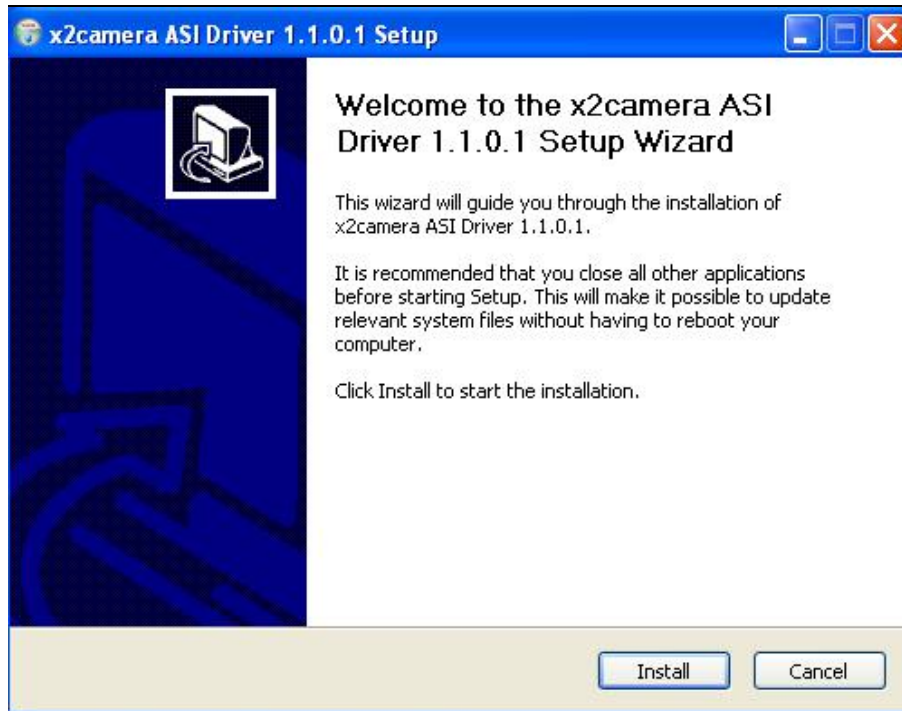 x2camera ASI Driver 1.1.0.1 Setup
Welcome to the x2camera ASI
Driver 1.1.0.1 Setup Wizard
This wizard will guide you through the installation of
x2camera ASI Driver 1.1.0.1.
It is recommended that you close all other applications
before starting Setup. This will make it possible to update
relevant system files without having to reboot your
computer.
Click Install to start the installation.
Install
Cancel